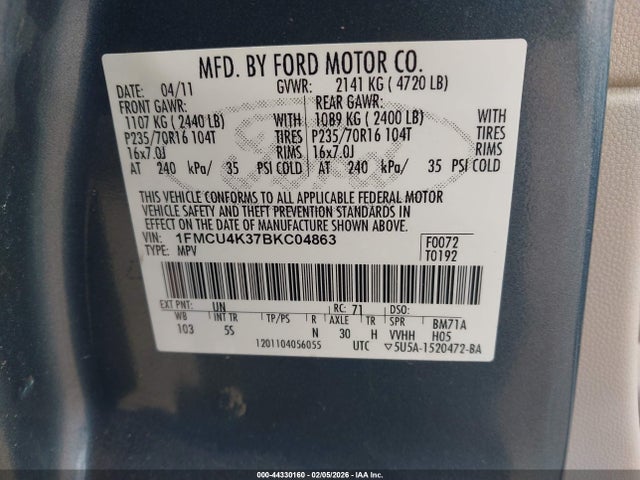 MFD. BY FORD MOTOR CO.
DATE: 04/11 GVWR: 2141 KG ( 4720 LB)
FRONT GAWR: REAR GAWR:
1107 KG ( 2440 LB) WITH 1089 KG ( 2400 LB) WITH
P235/70R16 104T TIRES P235/70R16 104T TIRES
16x7.0J RIMS 16x7.0J RIMS
AT 240 kPa/ 35 PSI COLD AT 240 kPa/ 35 PSI COLD
THIS VEHICLE CONFORMS TO ALL APPLICABLE FEDERAL MOTOR
VEHICLE SAFETY AND THEFT PREVENTION STANDARDS IN
EFFECT ON THE DATE OF MANUFACTURE SHOWN ABOVE.
VIN: 1FMCU4K37BKC04863 F0072
TYPE: MPV T0192
EXT PNT: UN RC: 71 DSO:
WB INT TR TP/PS R AXLE TR SPR BM71A
103 5S N 30 H VVHH H05
1201104056055 UTC ▽5U5A-1520472-BA
000-44330160 - 02/05/2026 - IAA Inc.